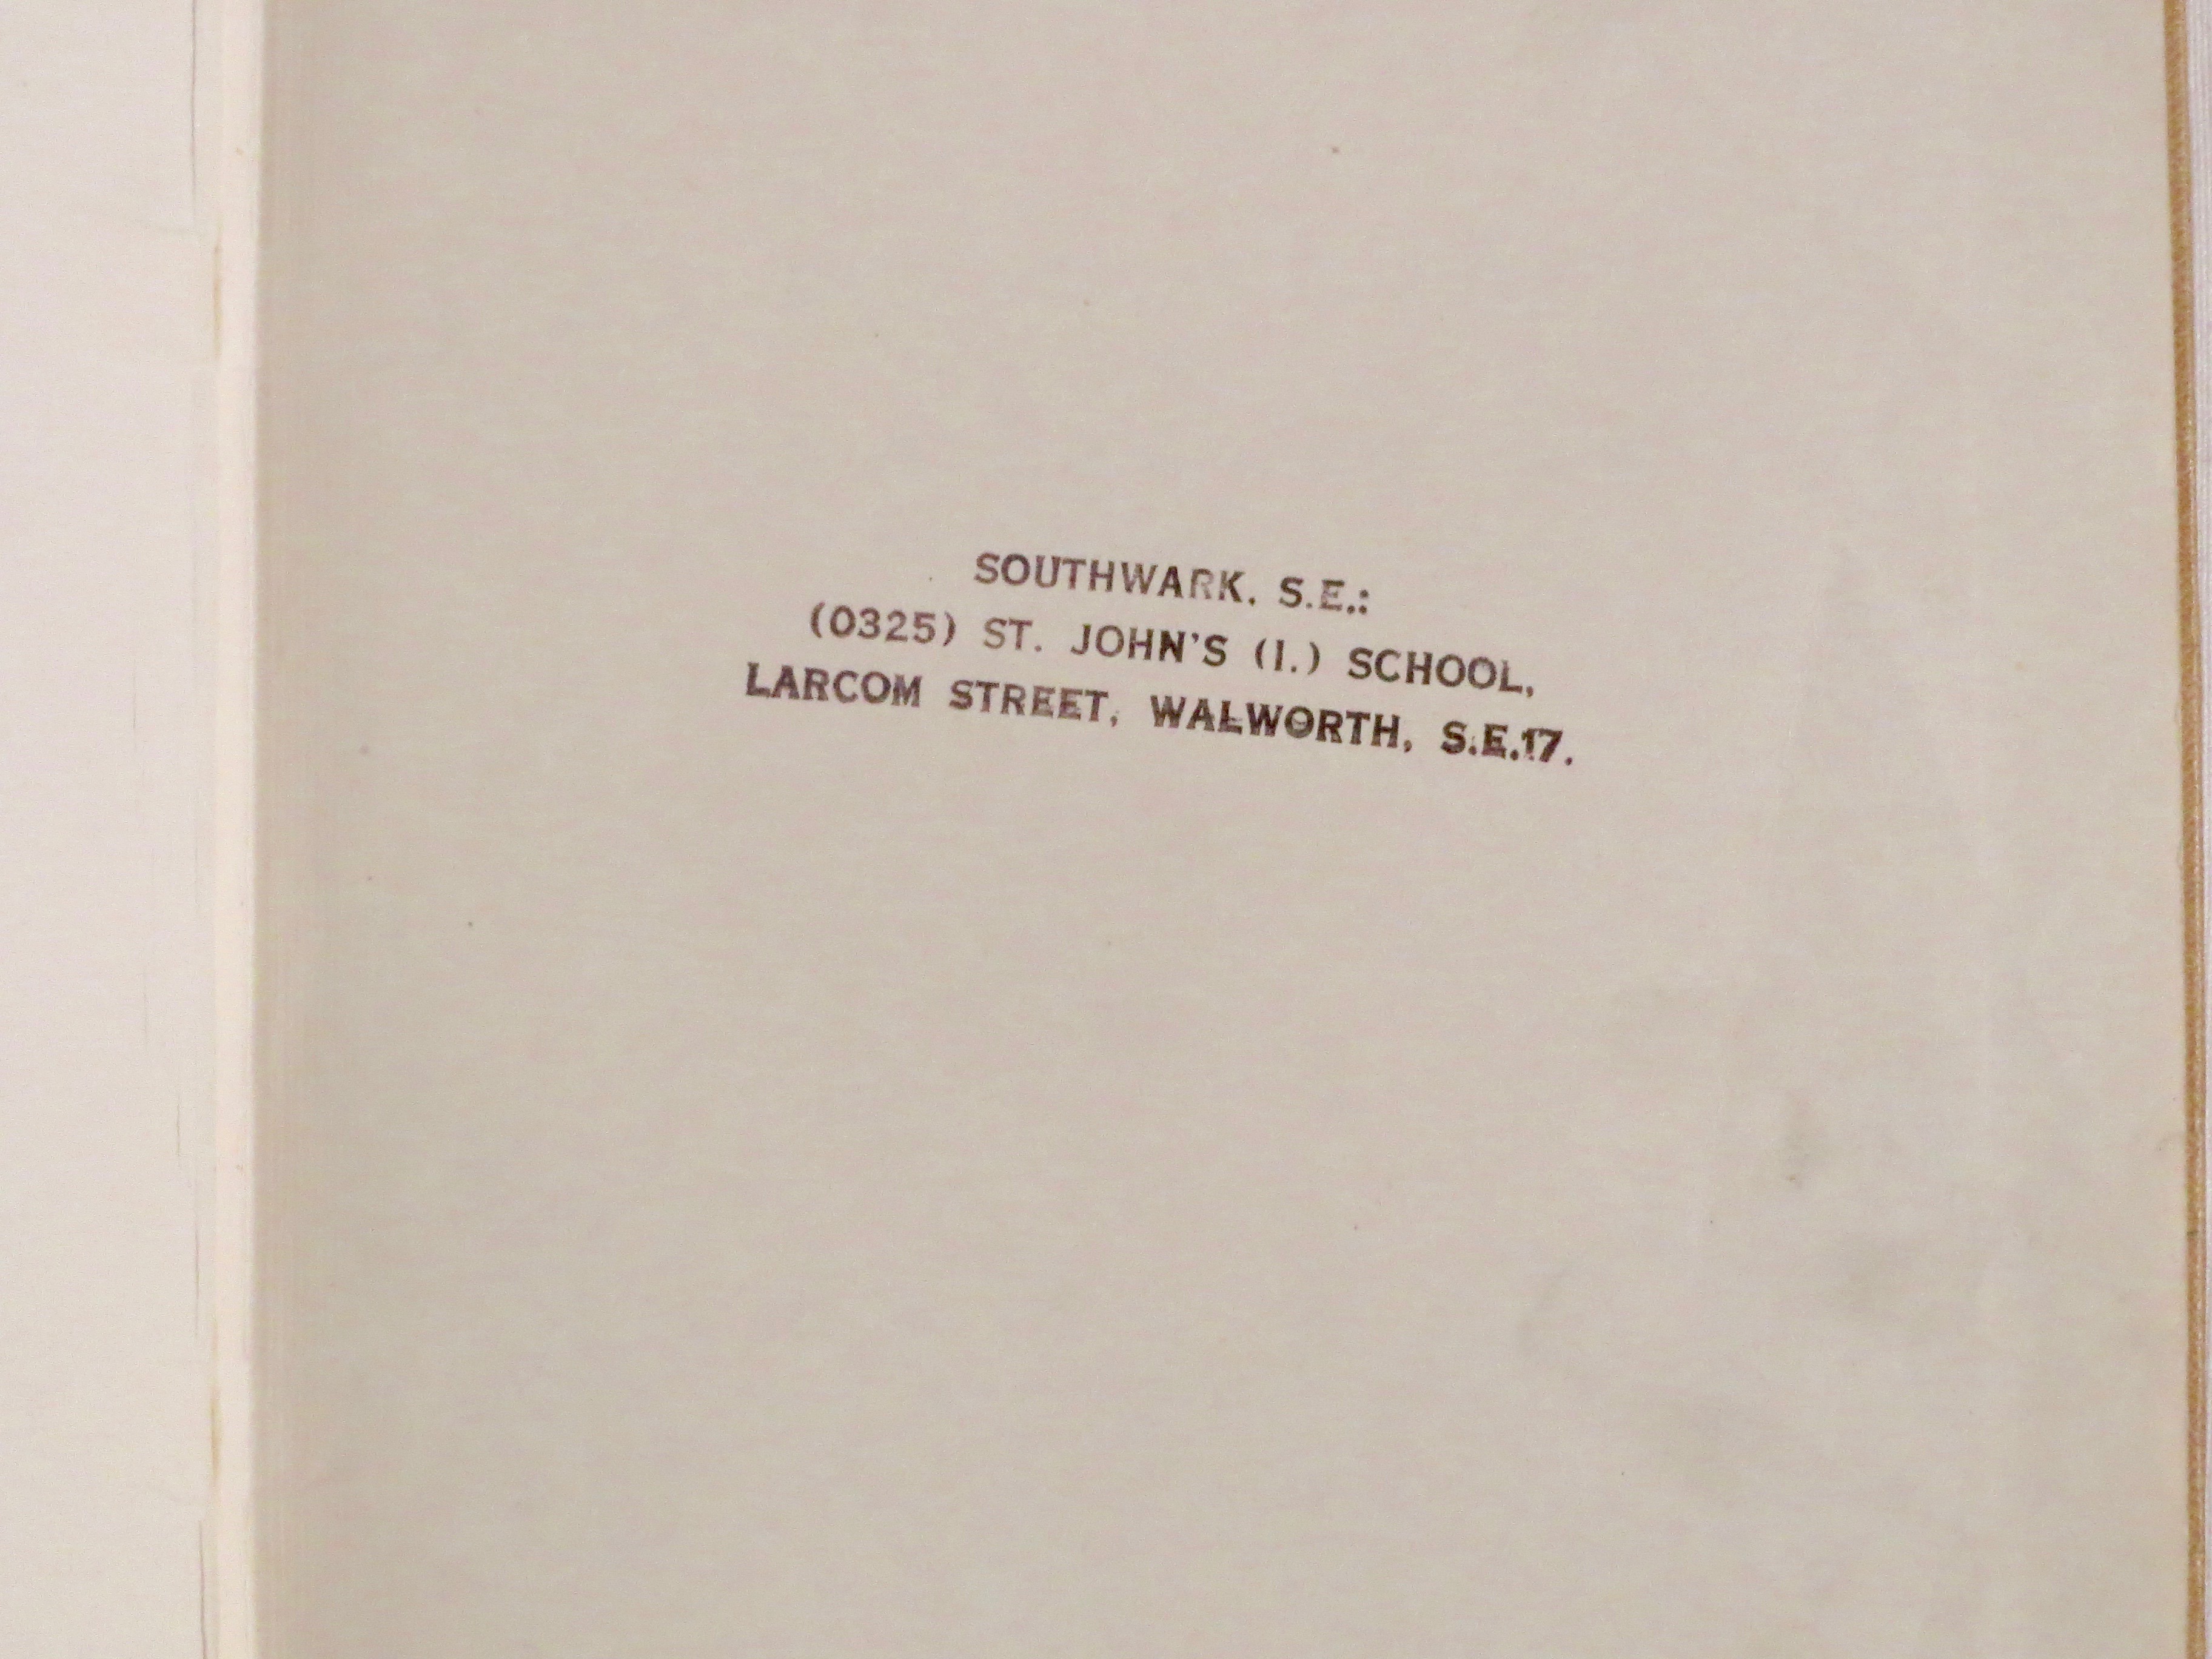 SOUTHWARK. S.E.:
(0325) ST. JOHN'S (I.) SCHOOL,
LARCOM STREET, WALWORTH, S.E.17.